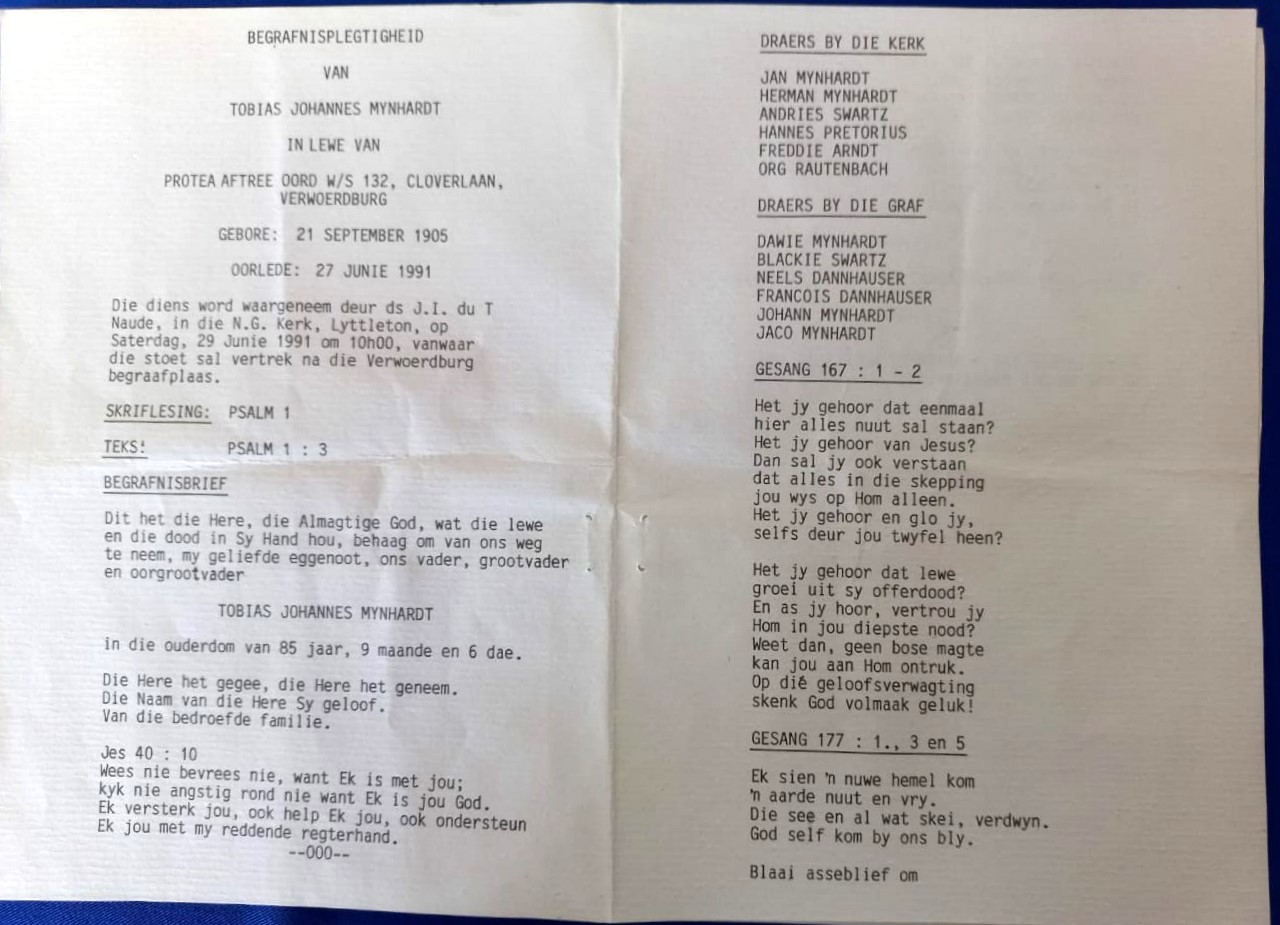 BEGRAFNISPLEGTIGHEID
VAN
TOBIAS JOHANNES MYNHARDT
IN LEWE VAN
PROTEA AFTREE OORD W/S 132, CLOVERLAAN,
VERWOERDBURG
GEBORE: 21 SEPTEMBER 1905
OORLEDE: 27 JUNIE 1991
Die diens word waargeneem deur ds J.I. du T
Naude, in die N.G. Kerk, Lyttleton, op
Saterdag, 29 Junie 1991 om 10h00, vanwaar
die stoet sal vertrek na die Verwoerdburg
begraafplaas.
SKRIFLESING: PSALM 1
TEKS: PSALM 1 : 3
BEGRAFNISBRIEF
Dit het die Here, die Almagtige God, wat die lewe
en die dood in Sy Hand hou, behaag om van ons weg
te neem, my geliefde eggenoot, ons vader, grootvader
en oorgrootvader
TOBIAS JOHANNES MYNHARDT
in die ouderdom van 85 jaar, 9 maande en 6 dae.
Die Here het gegee, die Here het geneem.
Die Naam van die Here Sy geloof.
Van die bedroefde familie.
Jes 40 : 10
Wees nie bevrees nie, want Ek is met jou;
kyk nie angstig rond nie want Ek is jou God.
Ek versterk jou, ook help Ek jou, ook ondersteun
Ek jou met my reddende regterhand.
--000--
DRAERS BY DIE KERK
JAN MYNHARDT
HERMAN MYNHARDT
ANDRIES SWARTZ
HANNES PRETORIUS
FREDDIE ARNDT
ORG RAUTENBACH
DRAERS BY DIE GRAF
DAWIE MYNHARDT
BLACKIE SWARTZ
NEELS DANNHAUSER
FRANCOIS DANNHAUSER
JOHANN MYNHARDT
JACO MYNHARDT
GESANG 167 : 1 - 2
Het jy gehoor dat eenmaal
hier alles nuut sal staan?
Het jy gehoor van Jesus?
Dan sal jy ook verstaan
dat alles in die skepping
jou wys op Hom alleen.
Het jy gehoor en glo jy,
selfs deur jou twyfel heen?
Het jy gehoor dat lewe
groei uit sy offerdood?
En as jy hoor, vertrou jy
Hom in jou diepste nood?
Weet dan, geen bose magte
kan jou aan Hom ontruk.
Op dié geloofsverwagting
skenk God volmaak geluk!
GESANG 177 : 1., 3 en 5
Ek sien 'n nuwe hemel kom
'n aarde nuut en vry.
Die see en al wat skei, verdwyn.
God self kom by ons bly.
Blaai asseblief om